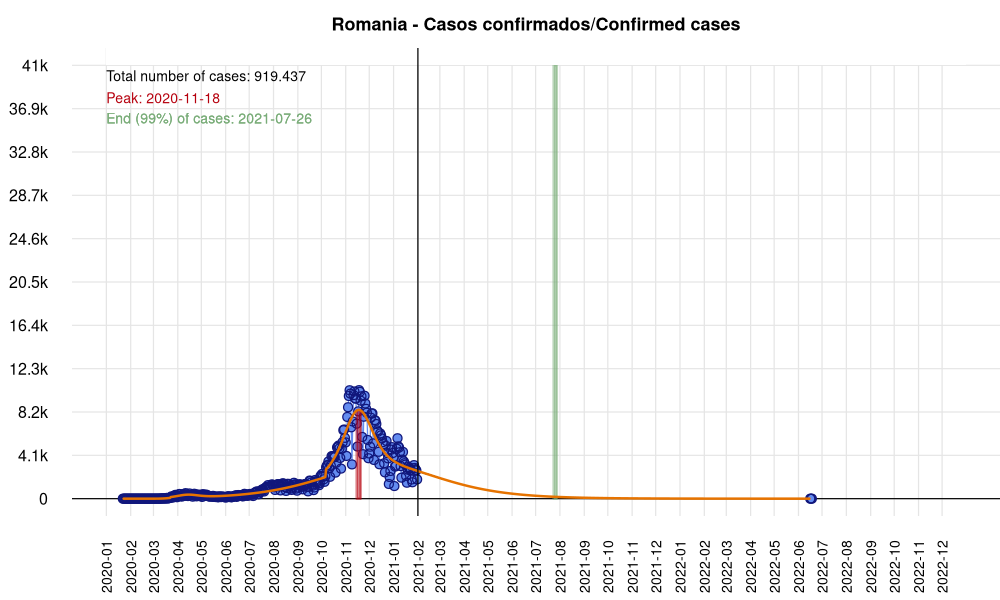 Romania - Casos confirmados/Confirmed cases
Total number of cases: 919.437
Peak: 2020-11-18
End (99%) of cases: 2021-07-26
41k
36.9k
32.8k
28.7k
24.6k
20.5k
16.4k
12.3k
8.2k
4.1k
0
2020-01
2020-02
2020-03
2020-04
2020-05
2020-06
2020-07
2020-08
2020-09
2020-10
2020-11
2020-12
2021-01
2021-02
2021-03
2021-04
2021-05
2021-06
2021-07
2021-08
2021-09
2021-10
2021-11
2021-12
2022-01
2022-02
2022-03
2022-04
2022-05
2022-06
2022-07
2022-08
2022-09
2022-10
2022-11
2022-12